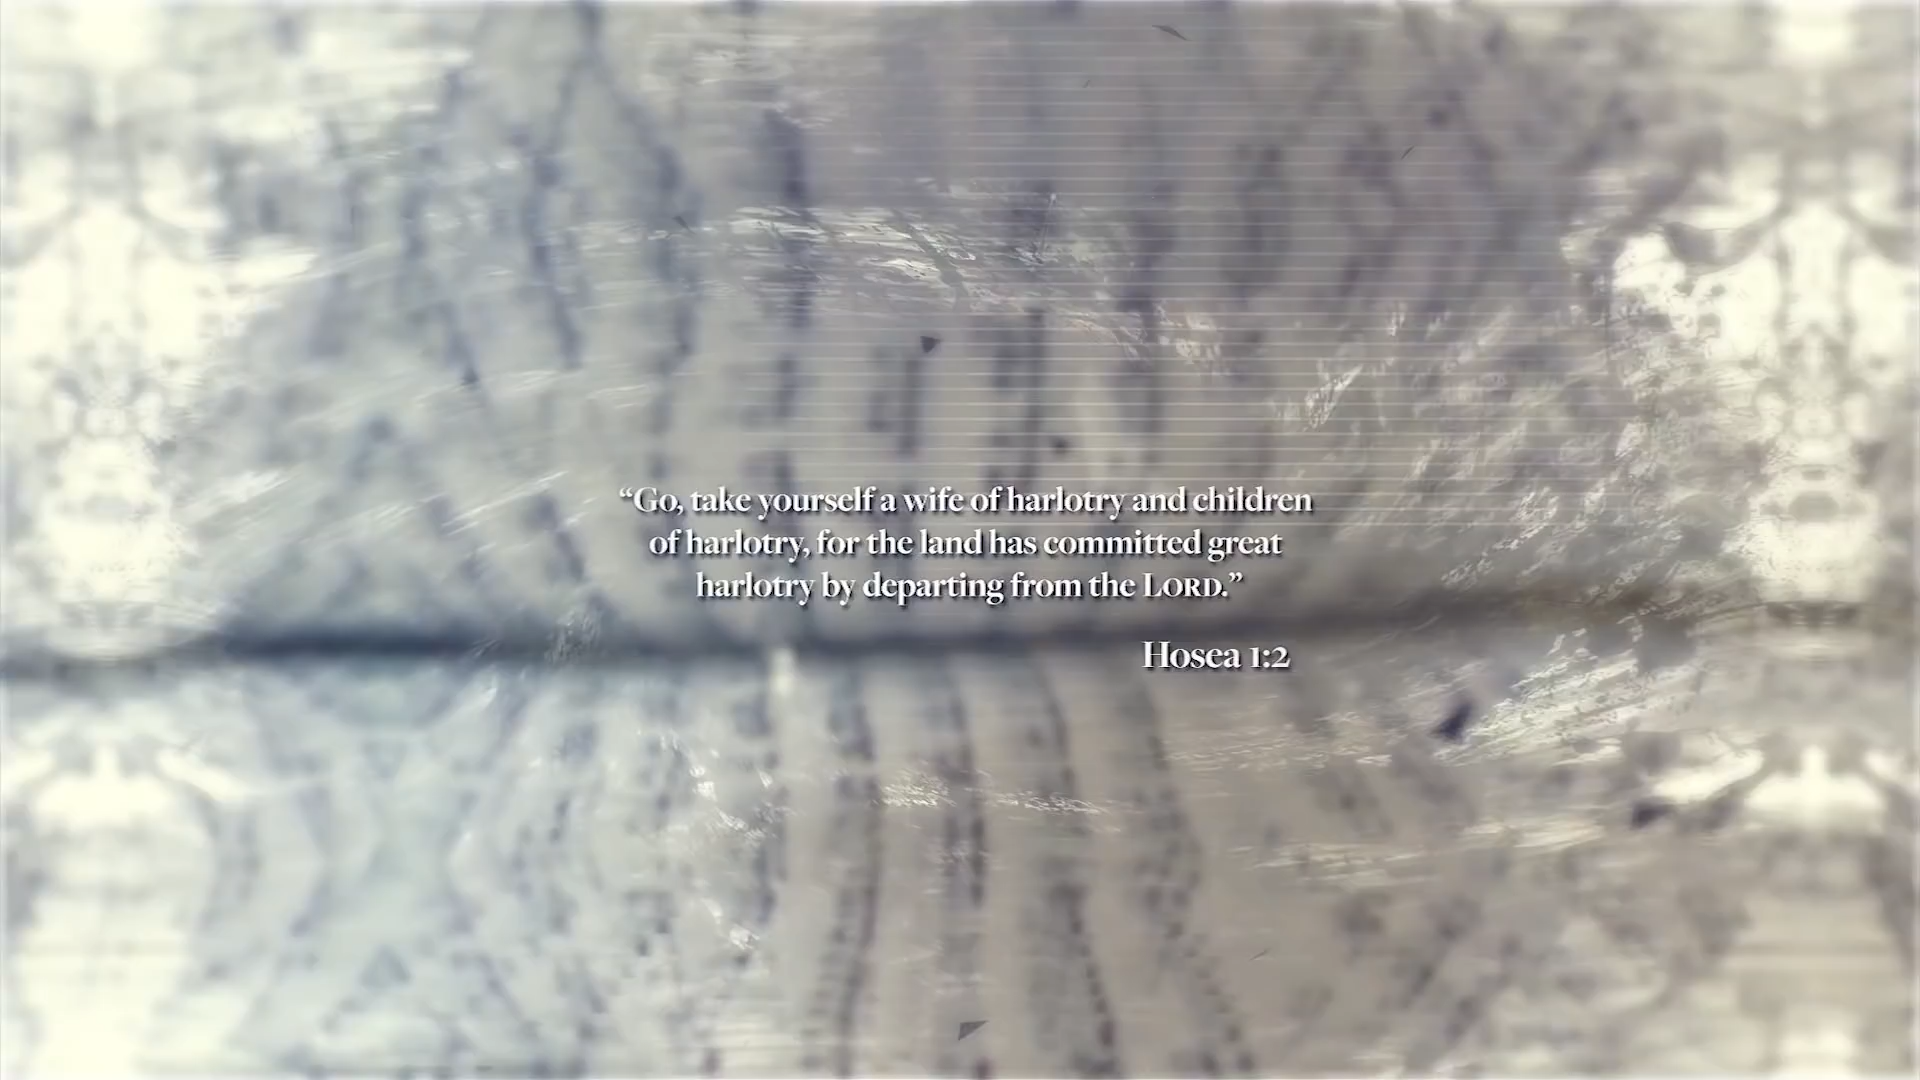 “Go, take yourself a wife of harlotry and children
of harlotry, for the land has committed great
harlotry by departing from the LORD.”
Hosea 1:2